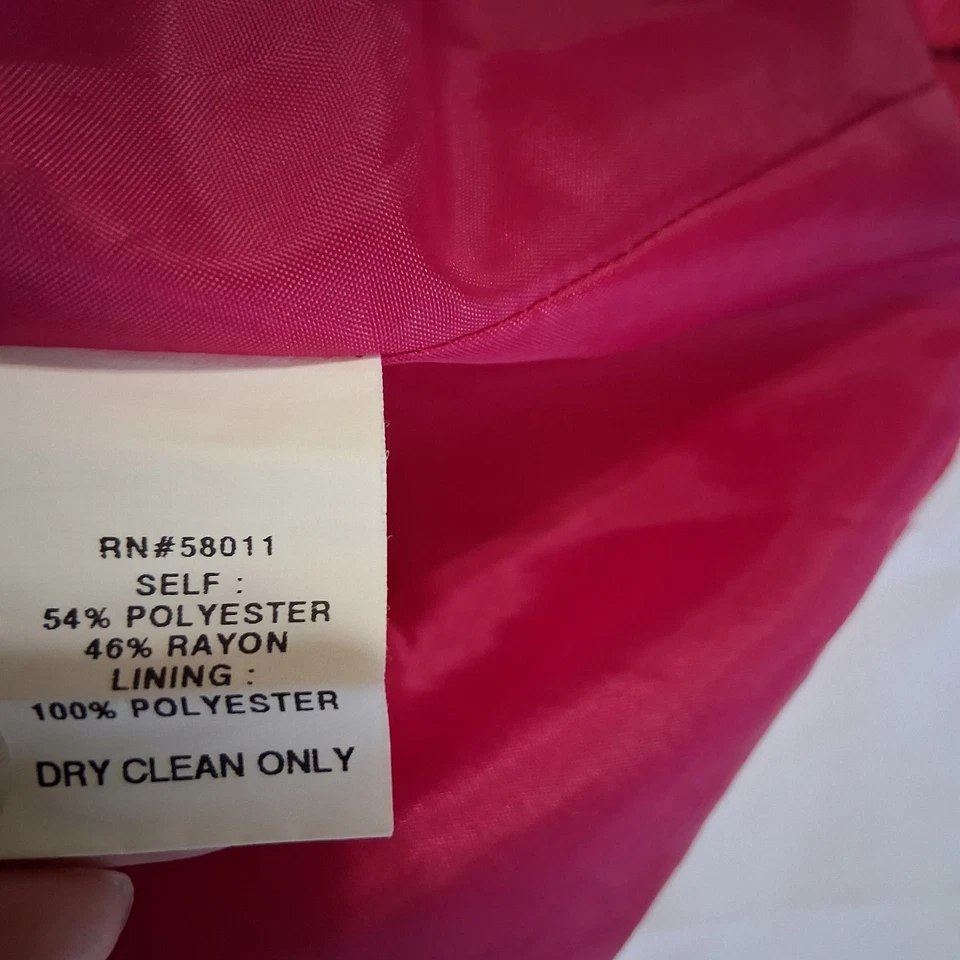 RN#58011
SELF :
54% POLYESTER
46% RAYON
LINING :
100% POLYESTER
DRY CLEAN ONLY